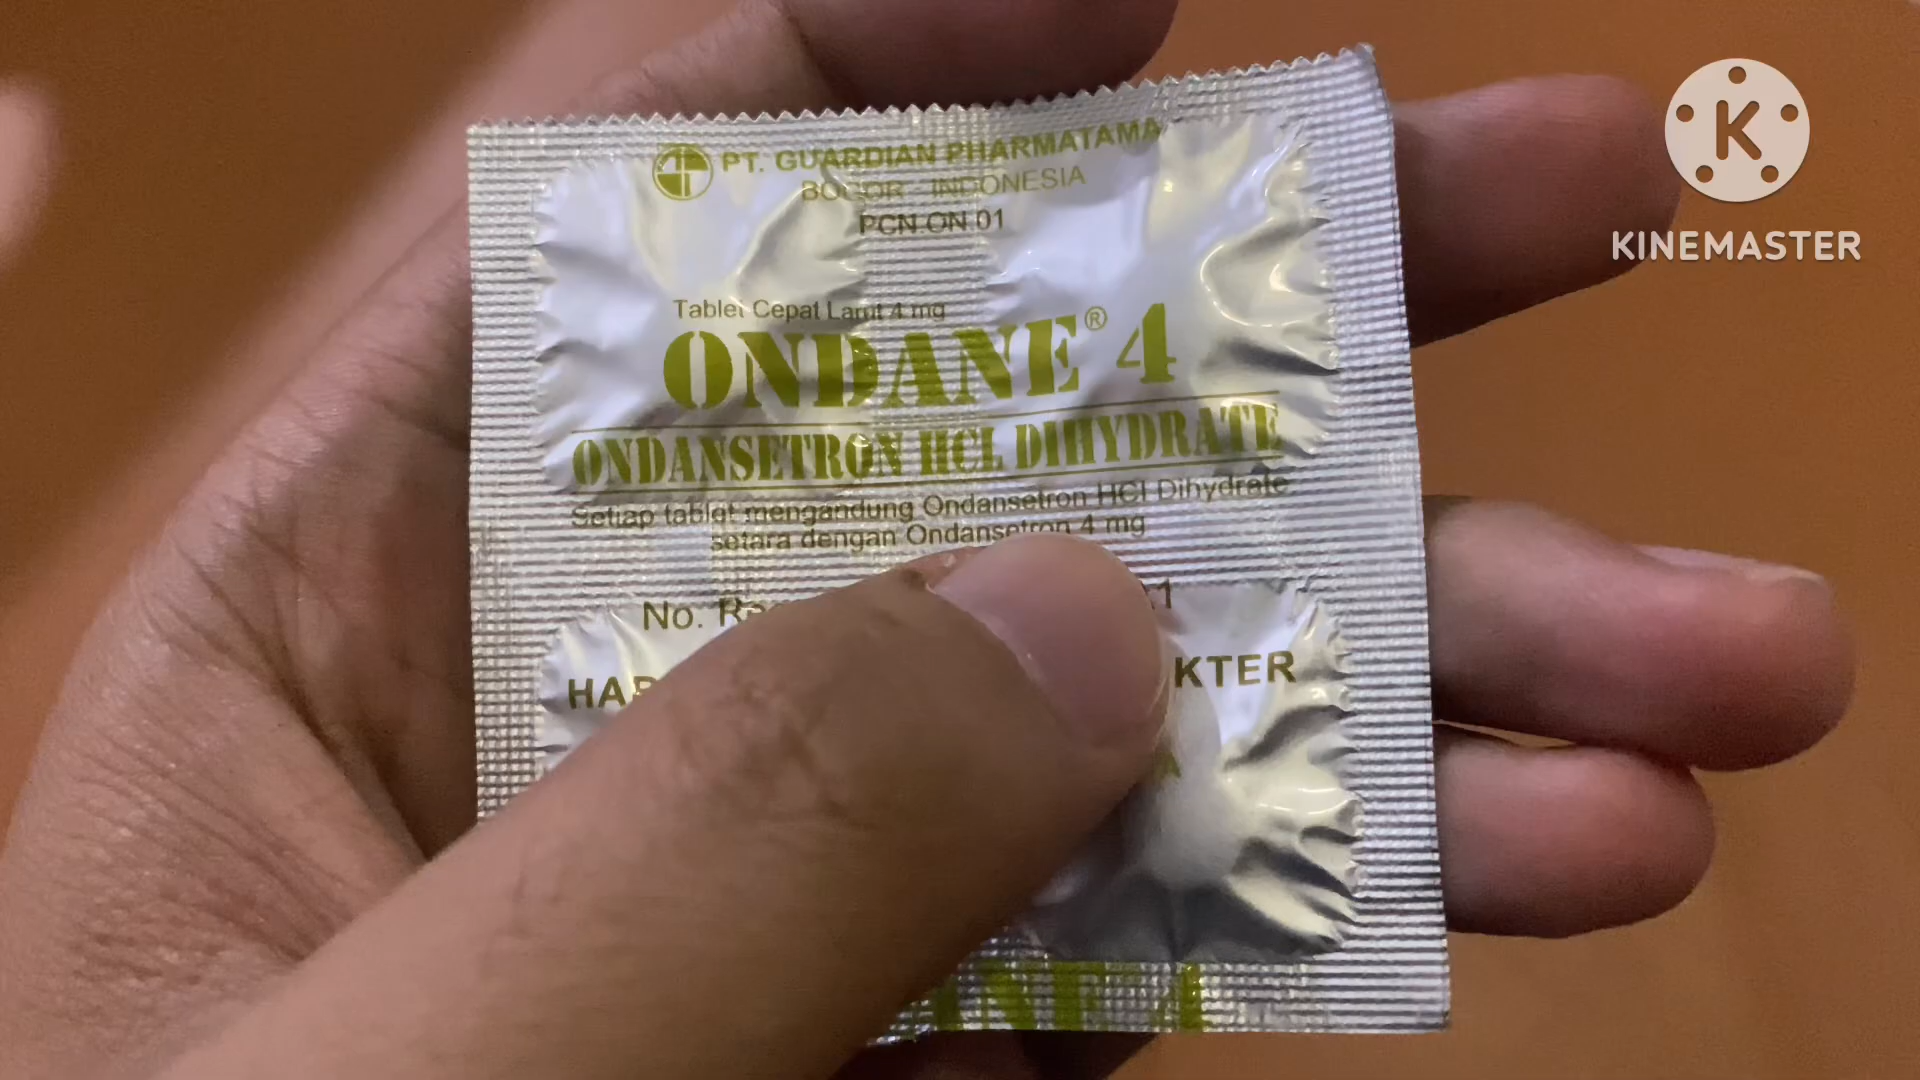 PT. GUARDIAN PHARMATAMA
BOGOR - INDONESIA
PCN.ON 01
Tablet Cepat Larut 4 mg
ONDANE® 4
ONDANSETRON HCL DIHYDRATE
Setiap tablet mengandung Ondansetron HCl Dihydrate
setara dengan Ondansetron 4 mg
No.
KTER
K
KINEMASTER